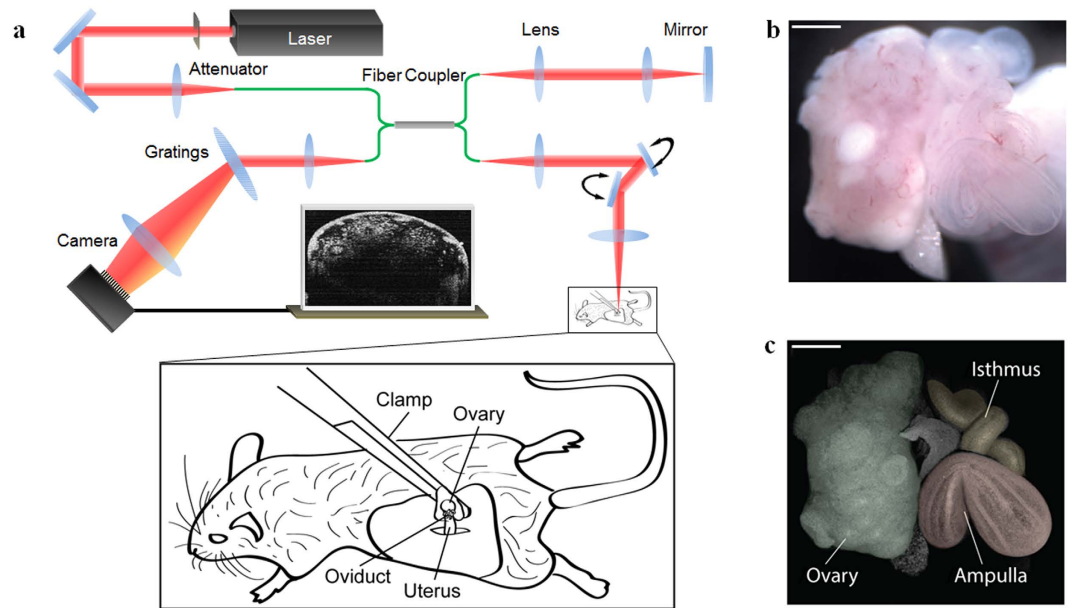 a
Laser
Attenuator
Fiber Coupler
Lens
Mirror
Gratings
Camera
Clamp
Ovary
Oviduct
Uterus
b
c
Isthmus
Ovary
Ampulla